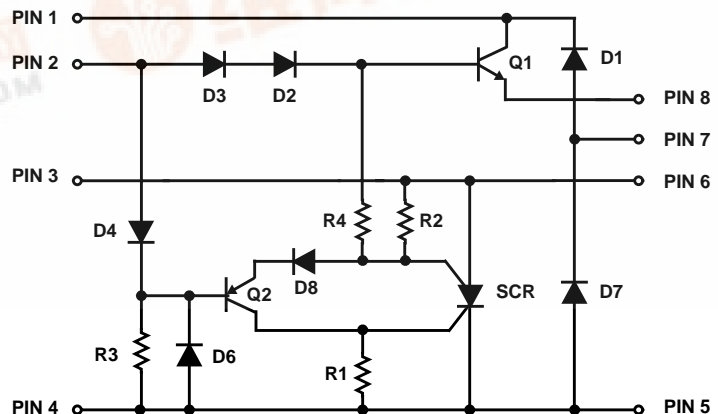 PIN 1
Q1
D1
PIN 2
D3
D2
PIN 8
PIN 7
PIN 3
PIN 6
R4
R2
D4
D8
Q2
SCR
D7
R3
D6
R1
PIN 4
PIN 5